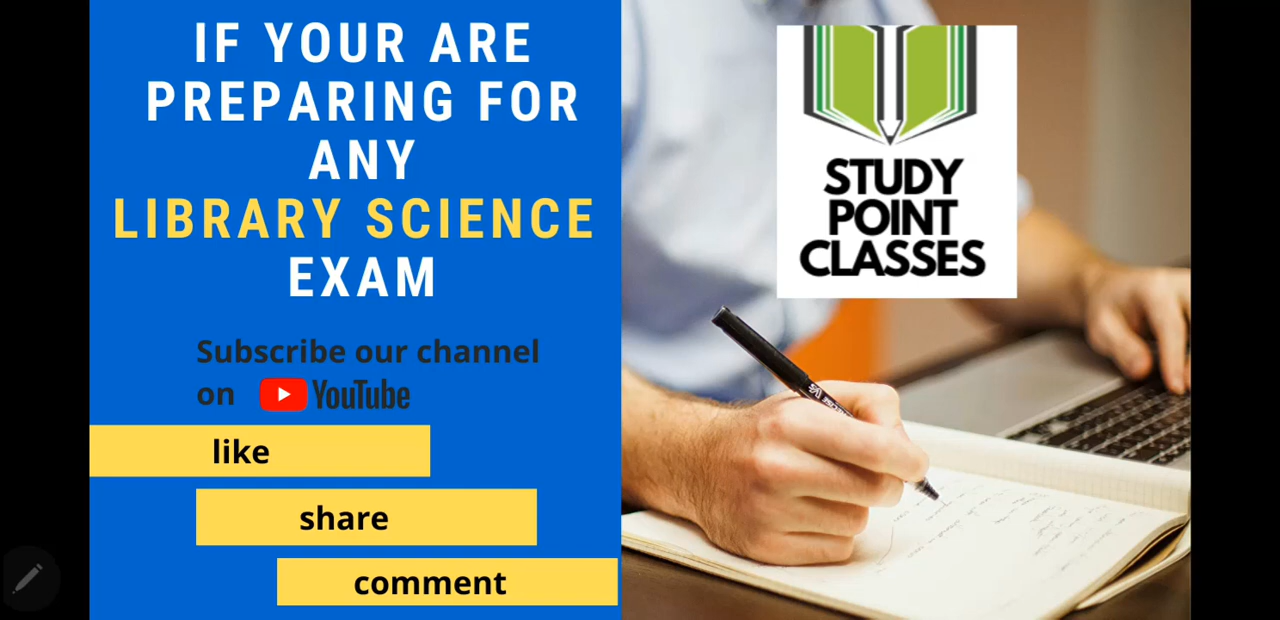 IF YOUR ARE
PREPARING FOR
ANY
LIBRARY SCIENCE
EXAM
Subscribe our channel
on YouTube
like
share
comment
STUDY
POINT
CLASSES